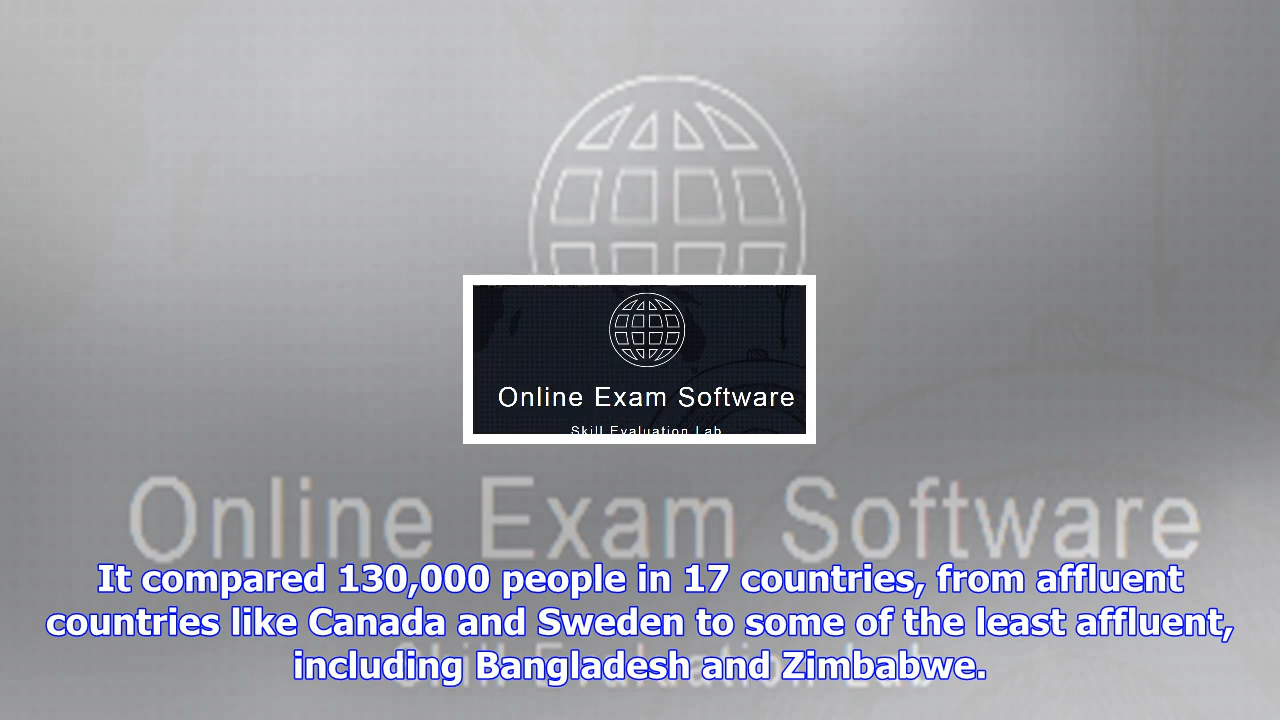 Online Exam Software
Skill Evaluation Lab
Online Exam Software
It compared 130,000 people in 17 countries, from affluent
countries like Canada and Sweden to some of the least affluent,
including Bangladesh and Zimbabwe.